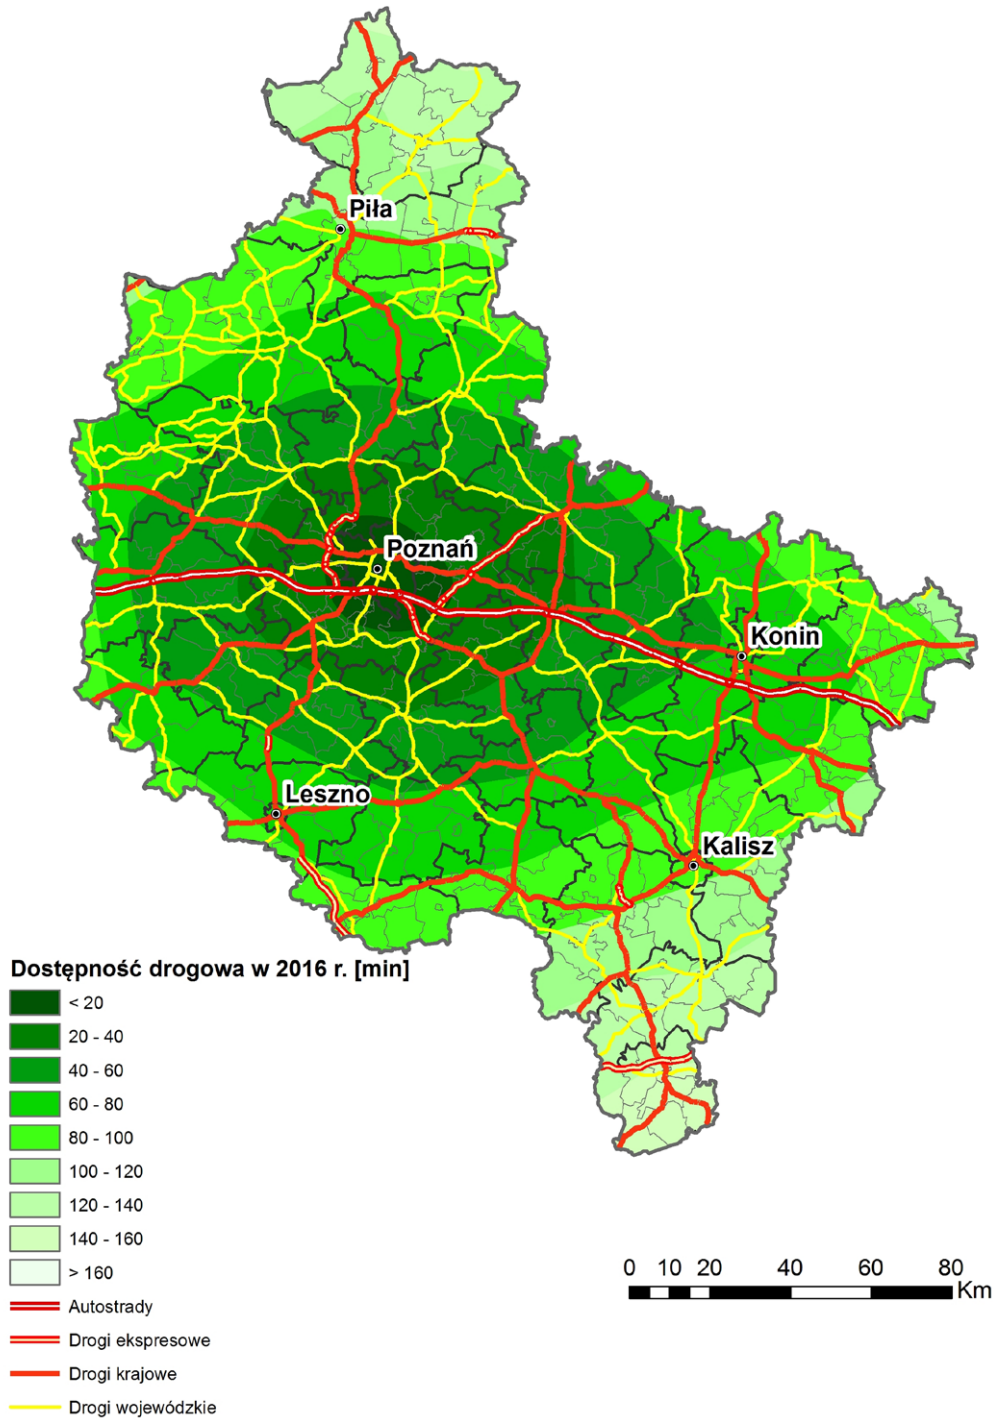 Piła
Poznań
Konin
Leszno
Kalisz
Dostępność drogowa w 2016 r. [min]
< 20
20 - 40
40 - 60
60 - 80
80 - 100
100 - 120
120 - 140
140 - 160
> 160
Autostrady
Drogi ekspresowe
Drogi krajowe
Drogi wojewódzkie
0 10 20 40 60 80
Km